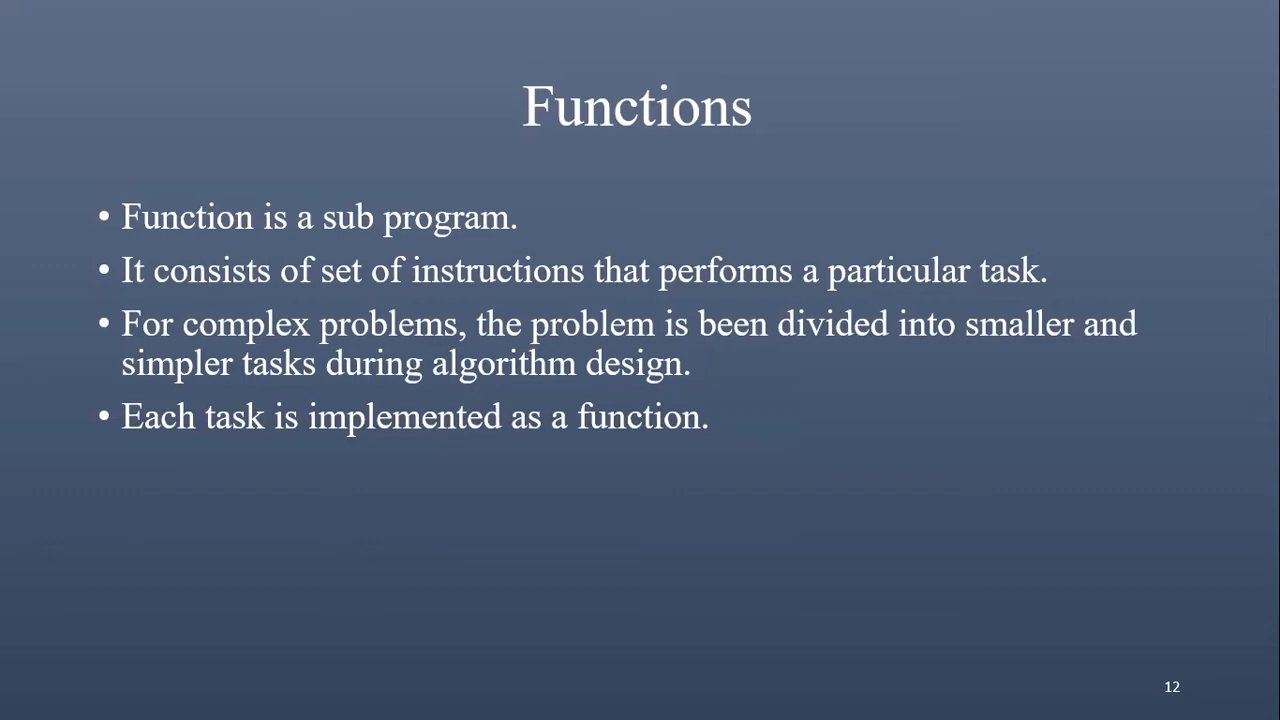 Functions
• Function is a sub program.
• It consists of set of instructions that performs a particular task.
• For complex problems, the problem is been divided into smaller and
simpler tasks during algorithm design.
• Each task is implemented as a function.
12